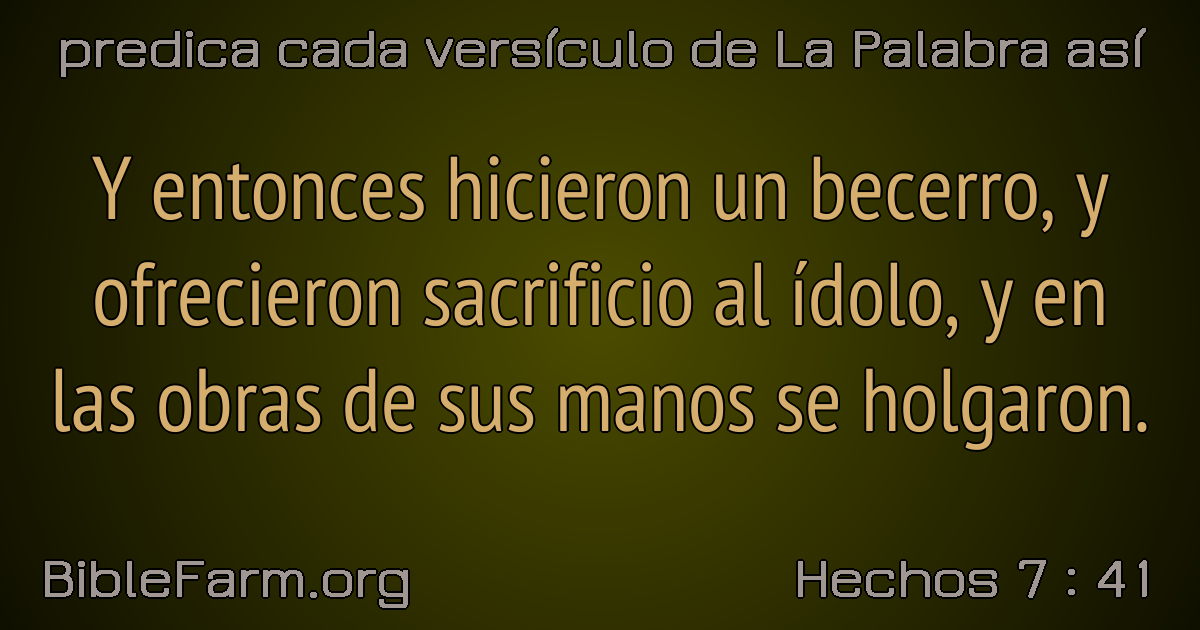 predica cada versículo de La Palabra así
Y entonces hicieron un becerro, y
ofrecieron sacrificio al ídolo, y en
las obras de sus manos se holgaron.
BibleFarm.org
Hechos 7 : 41